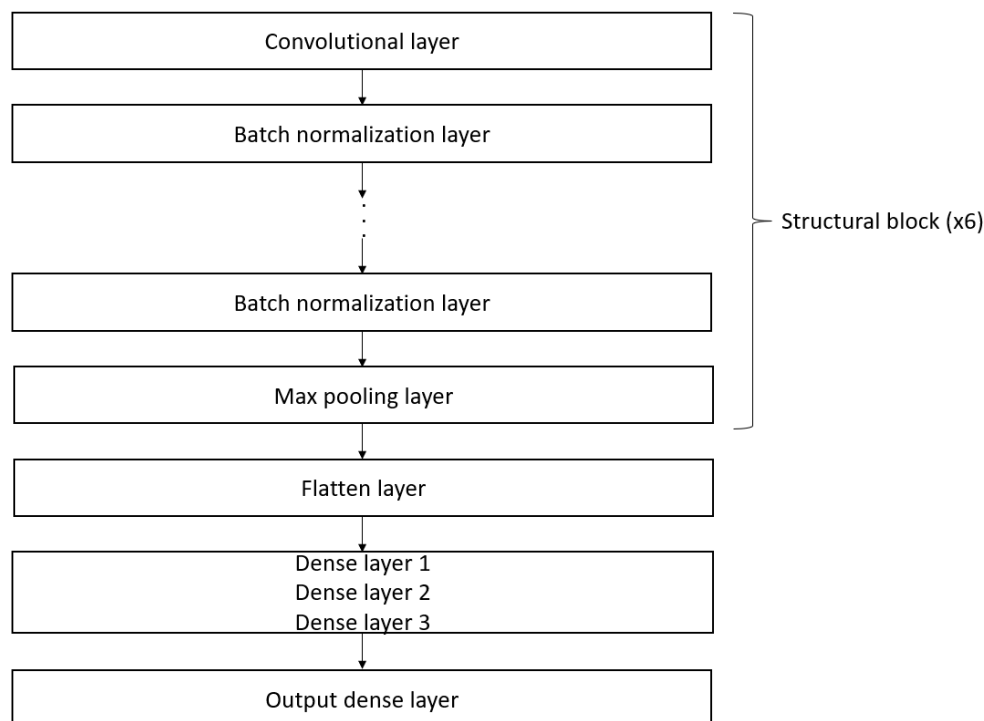 Convolutional layer
Batch normalization layer
.
.
.
Structural block (x6)
Batch normalization layer
Max pooling layer
Flatten layer
Dense layer 1
Dense layer 2
Dense layer 3
Output dense layer